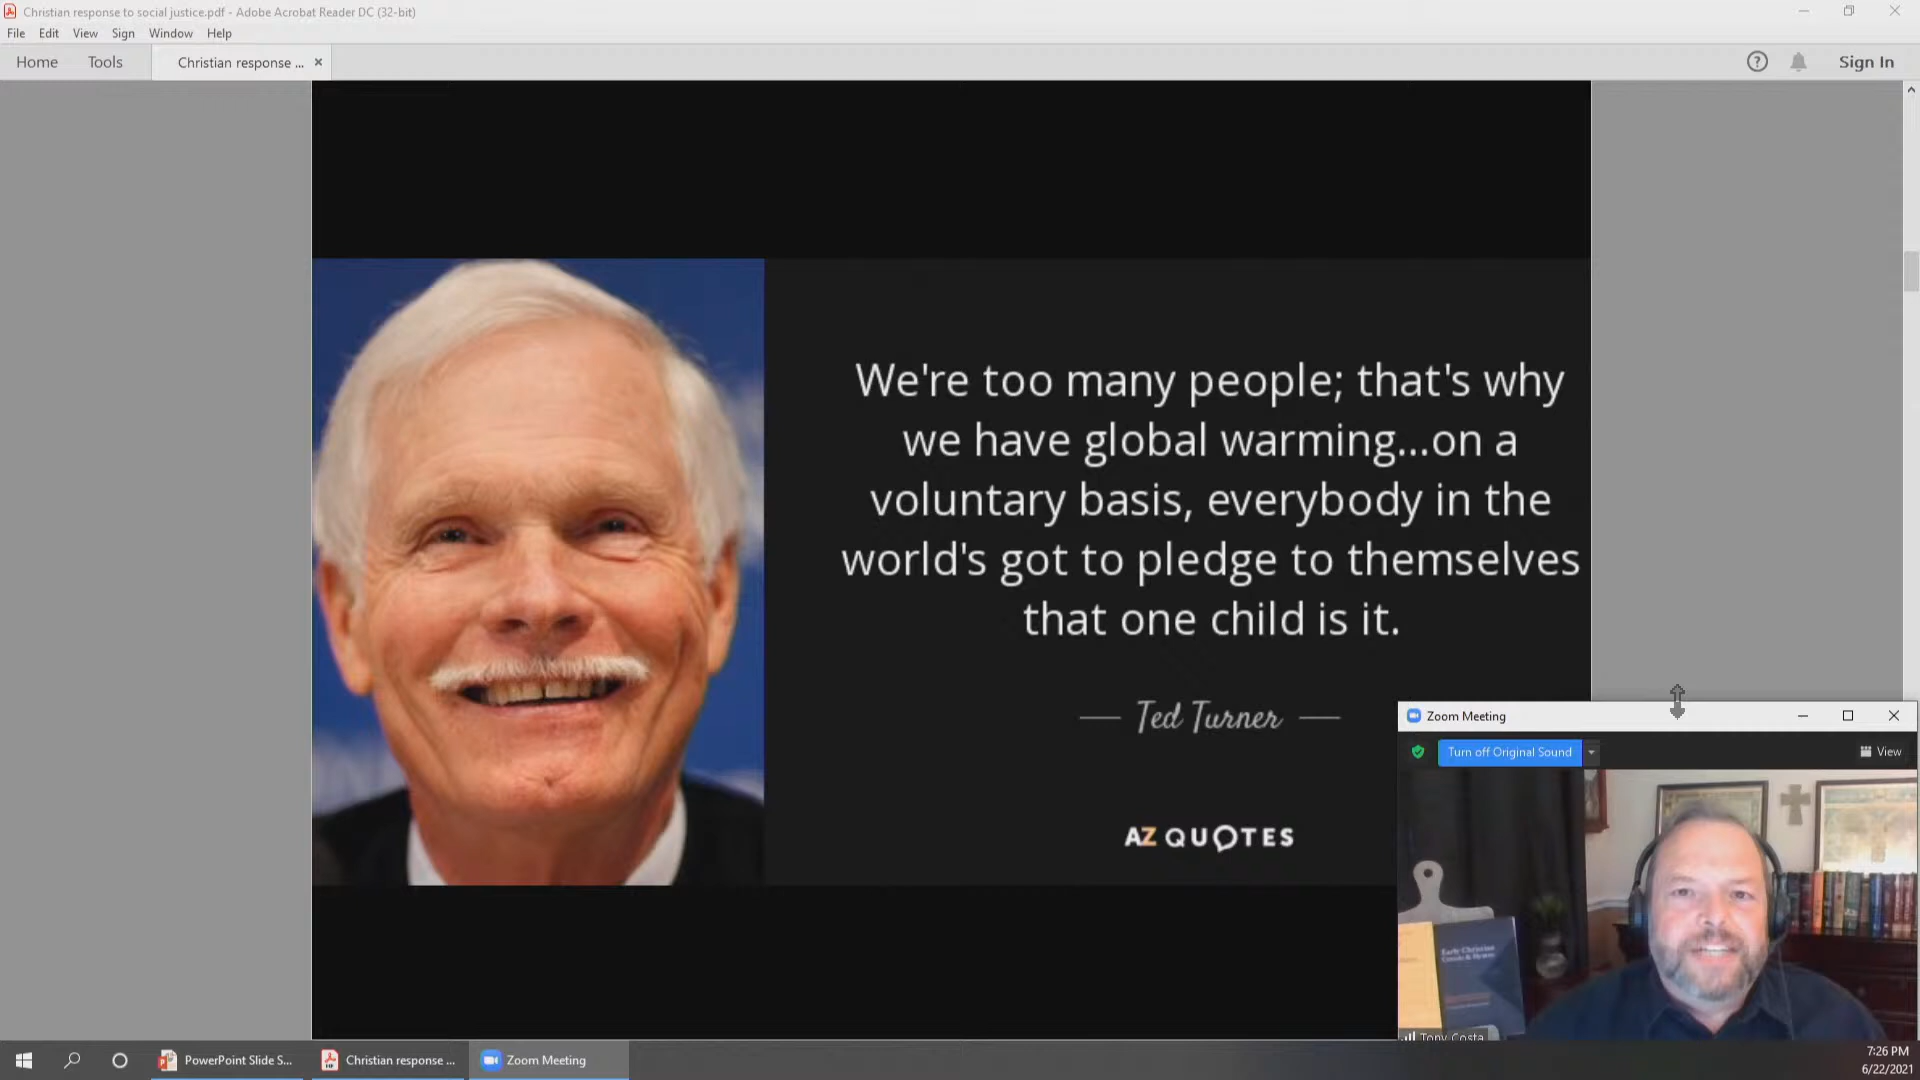 Christian response to social justice.pdf - Adobe Acrobat Reader DC (32-bit)
File Edit View Sign Window Help
Home Tools Christian response ... × Sign In
We're too many people; that's why
we have global warming...on a
voluntary basis, everybody in the
world's got to pledge to themselves
that one child is it.
Ted Turner
AZ QUOTES
Zoom Meeting
Turn off Original Sound View
Early Christian
Creeds & Hymns
Tony Costa
PowerPoint Slide S... Christian response ... Zoom Meeting
7:26 PM
6/22/2021